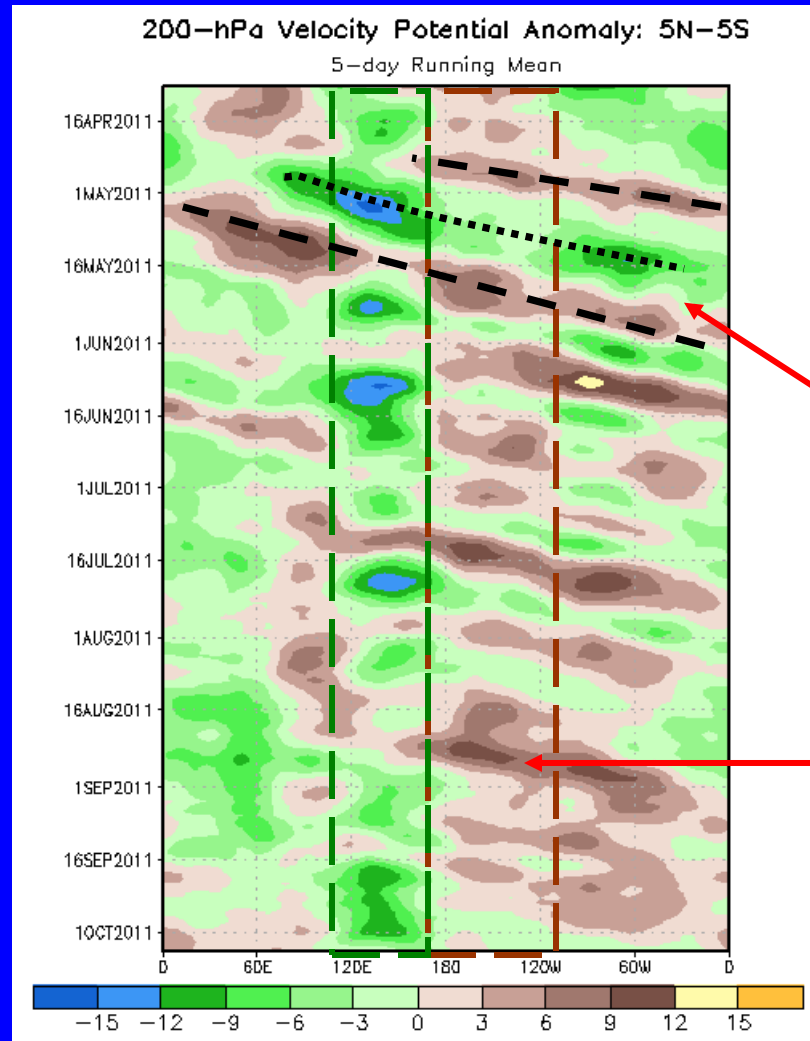 200-hPa Velocity Potential Anomaly: 5N-5S
5-day Running Mean
16APR2011
1MAY2011
16MAY2011
1JUN2011
16JUN2011
1JUL2011
16JUL2011
1AUG2011
16AUG2011
1SEP2011
16SEP2011
1OCT2011
0 60E 120E 180 120W 60W 0
-15 -12 -9 -6 -3 0 3 6 9 12 15